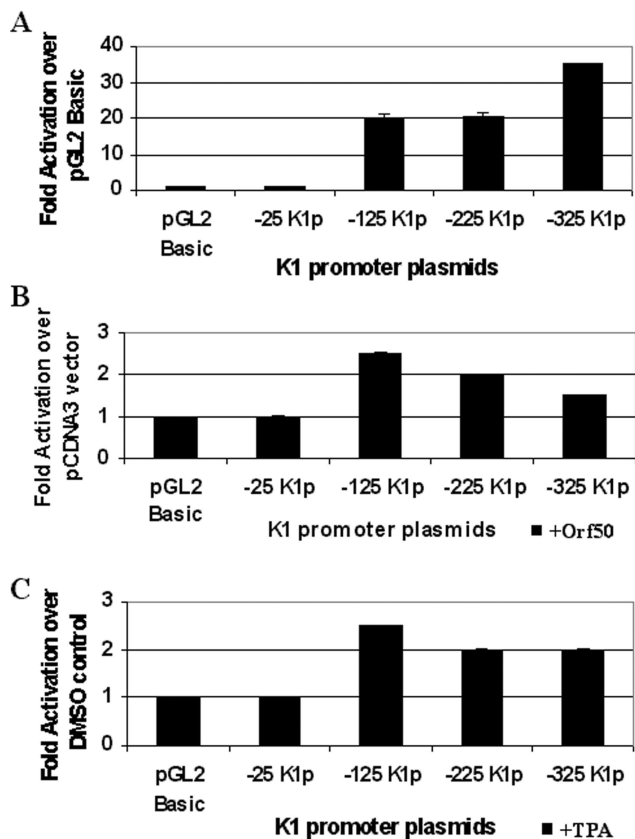 A
Fold Activation over
pGL2 Basic
40
30
20
10
0
pGL2
Basic
-25 K1p
-125 K1p
-225 K1p
-325 K1p
K1 promoter plasmids
B
Fold Activation over
pCDNA3 vector
3
2
1
0
pGL2
Basic
-25 K1p
-125 K1p
-225 K1p
-325 K1p
K1 promoter plasmids
+Orf50
C
Fold Activation over
DMSO control
3
2
1
0
pGL2
Basic
-25 K1p
-125 K1p
-225 K1p
-325 K1p
K1 promoter plasmids
+TPA